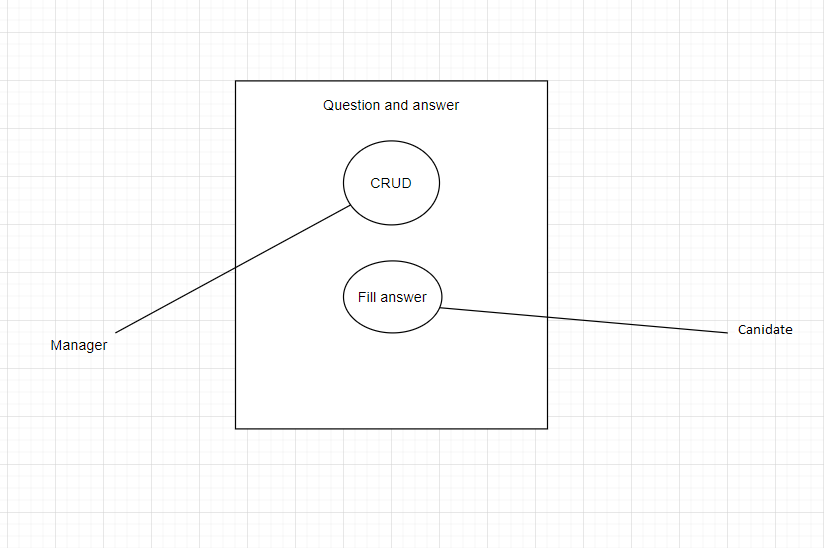 Question and answer
CRUD
Fill answer
Manager
Canidate